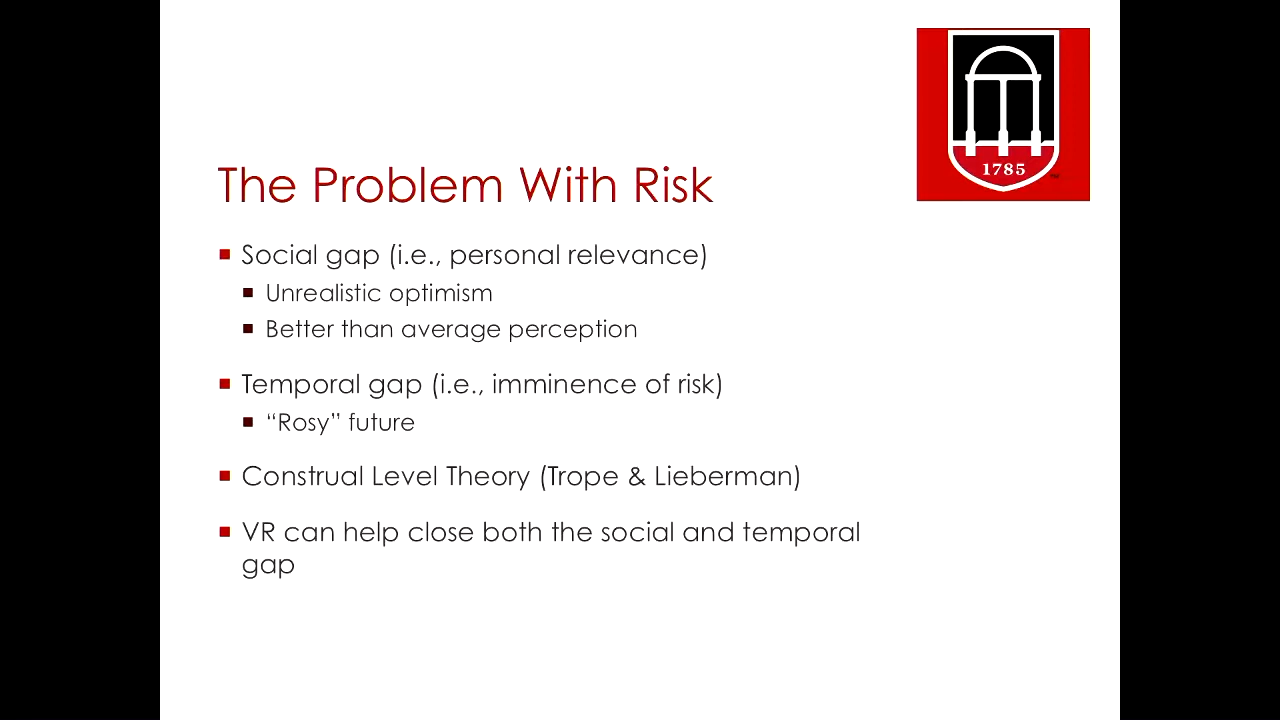 1785
The Problem With Risk
Social gap (i.e., personal relevance)
Unrealistic optimism
Better than average perception
Temporal gap (i.e., imminence of risk)
“Rosy” future
Construal Level Theory (Trope & Lieberman)
VR can help close both the social and temporal
gap